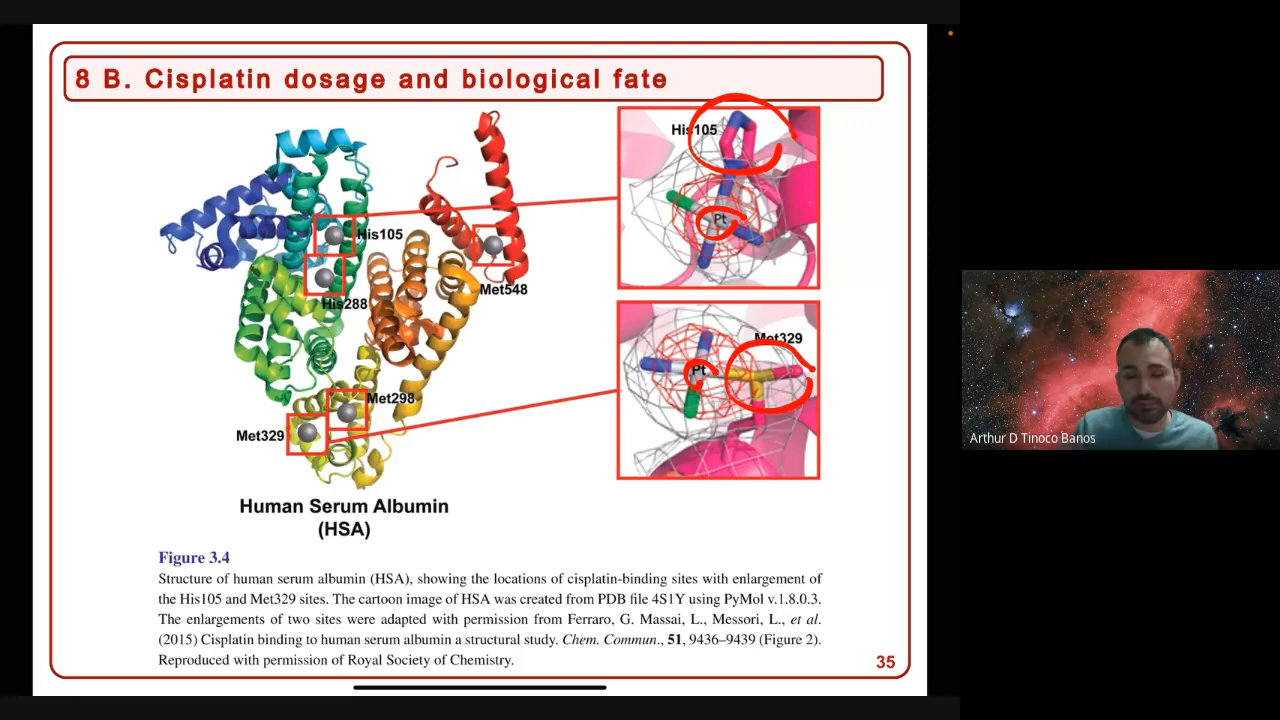 8 B. Cisplatin dosage and biological fate
His105
Pt
His105
His288
Met548
Met329
Pt
Met298
Met329
Human Serum Albumin
(HSA)
Figure 3.4
Structure of human serum albumin (HSA), showing the locations of cisplatin-binding sites with enlargement of
the His105 and Met329 sites. The cartoon image of HSA was created from PDB file 4S1Y using PyMol v.1.8.0.3.
The enlargements of two sites were adapted with permission from Ferraro, G. Massai, L., Messori, L., et al.
(2015) Cisplatin binding to human serum albumin a structural study. Chem. Commun., 51, 9436–9439 (Figure 2).
Reproduced with permission of Royal Society of Chemistry.
35
Arthur D Tinoco Banos